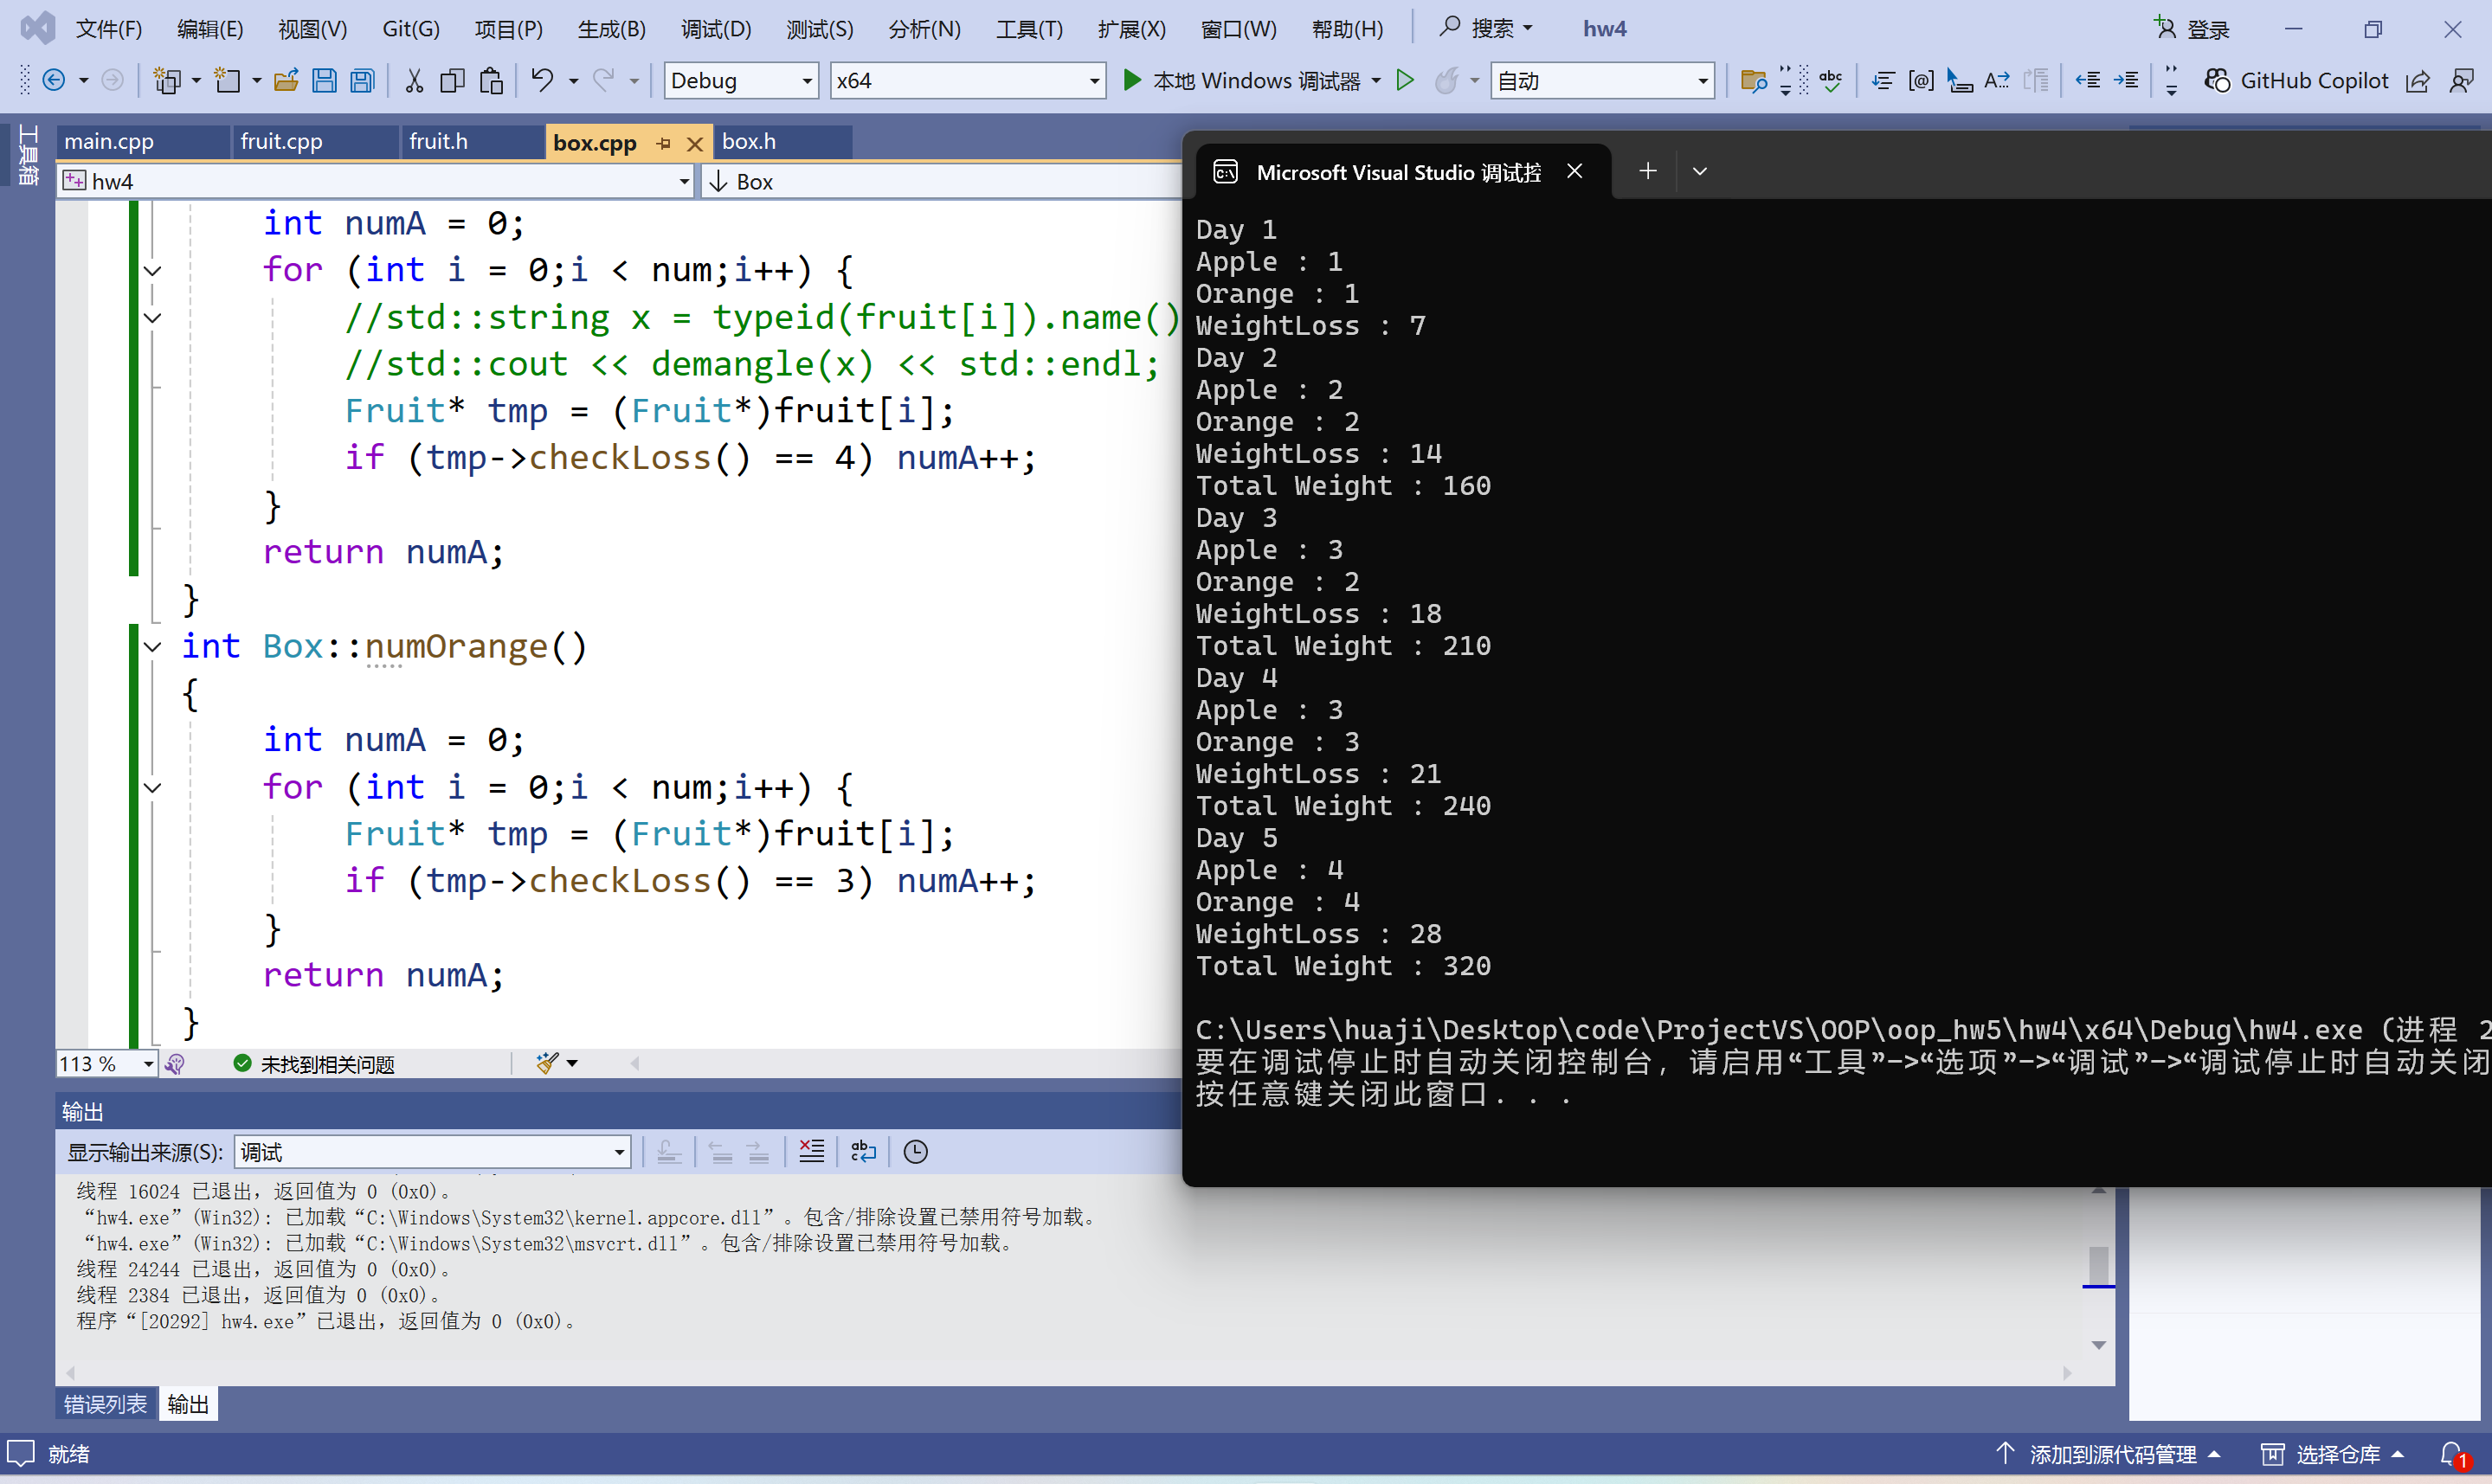 文件(F) 编辑(E) 视图(V) Git(G) 项目(P) 生成(B) 调试(D) 测试(S) 分析(N) 工具(T) 扩展(X) 窗口(W) 帮助(H) 搜索 hw4 登录
Debug x64 本地 Windows 调试器 自动 GitHub Copilot
工具箱
main.cpp fruit.cpp fruit.h box.cpp box.h
hw4 Box
int numA = 0;
for (int i = 0;i < num;i++) {
//std::string x = typeid(fruit[i]).name()
//std::cout << demangle(x) << std::endl;
Fruit* tmp = (Fruit*)fruit[i];
if (tmp->checkLoss() == 4) numA++;
}
return numA;
}
int Box::numOrange()
{
int numA = 0;
for (int i = 0;i < num;i++) {
Fruit* tmp = (Fruit*)fruit[i];
if (tmp->checkLoss() == 3) numA++;
}
return numA;
}
113 % 未找到相关问题
Microsoft Visual Studio 调试控
Day 1
Apple : 1
Orange : 1
WeightLoss : 7
Day 2
Apple : 2
Orange : 2
WeightLoss : 14
Total Weight : 160
Day 3
Apple : 3
Orange : 2
WeightLoss : 18
Total Weight : 210
Day 4
Apple : 3
Orange : 3
WeightLoss : 21
Total Weight : 240
Day 5
Apple : 4
Orange : 4
WeightLoss : 28
Total Weight : 320
C:\Users\huaji\Desktop\code\ProjectVS\OOP\oop_hw5\hw4\x64\Debug\hw4.exe (进程 2
要在调试停止时自动关闭控制台，请启用“工具”->“选项”->“调试”->“调试停止时自动关闭
按任意键关闭此窗口. . .
输出
显示输出来源(S): 调试
线程 16024 已退出，返回值为 0 (0x0)。
“hw4.exe”(Win32): 已加载“C:\Windows\System32\kernel.appcore.dll”。包含/排除设置已禁用符号加载。
“hw4.exe”(Win32): 已加载“C:\Windows\System32\msvcrt.dll”。包含/排除设置已禁用符号加载。
线程 24244 已退出，返回值为 0 (0x0)。
线程 2384 已退出，返回值为 0 (0x0)。
程序“[20292] hw4.exe”已退出，返回值为 0 (0x0)。
错误列表 输出
就绪 添加到源代码管理 选择仓库 1